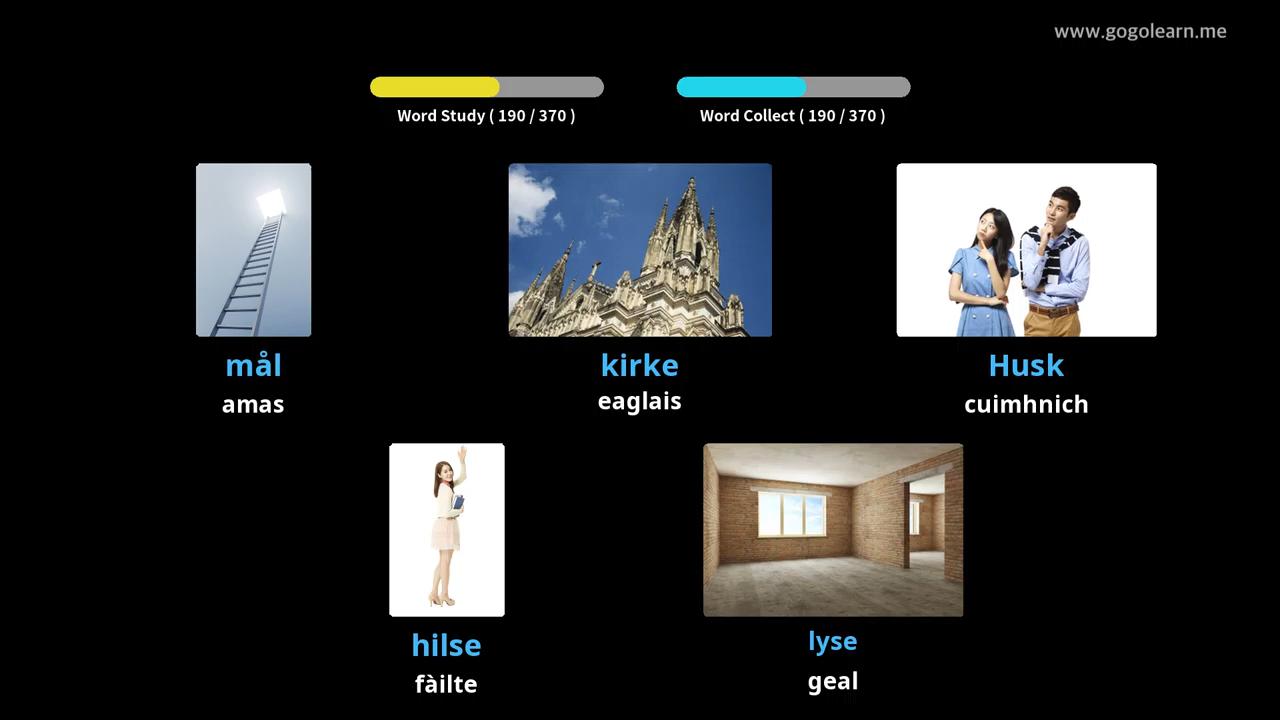 www.gogolearn.me
Word Study ( 190 / 370 )
Word Collect ( 190 / 370 )
mål
amas
kirke
eaglais
Husk
cuimhnich
hilse
fàilte
lyse
geal